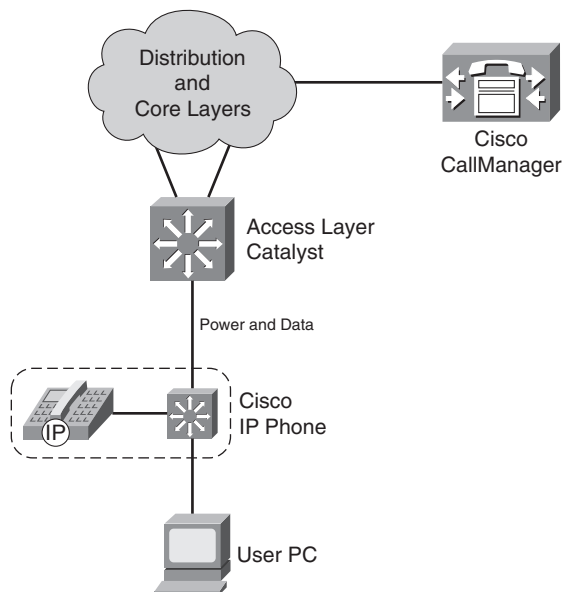 Distribution
and
Core Layers
Cisco
CallManager
Access Layer
Catalyst
Power and Data
Cisco
IP Phone
IP
User PC